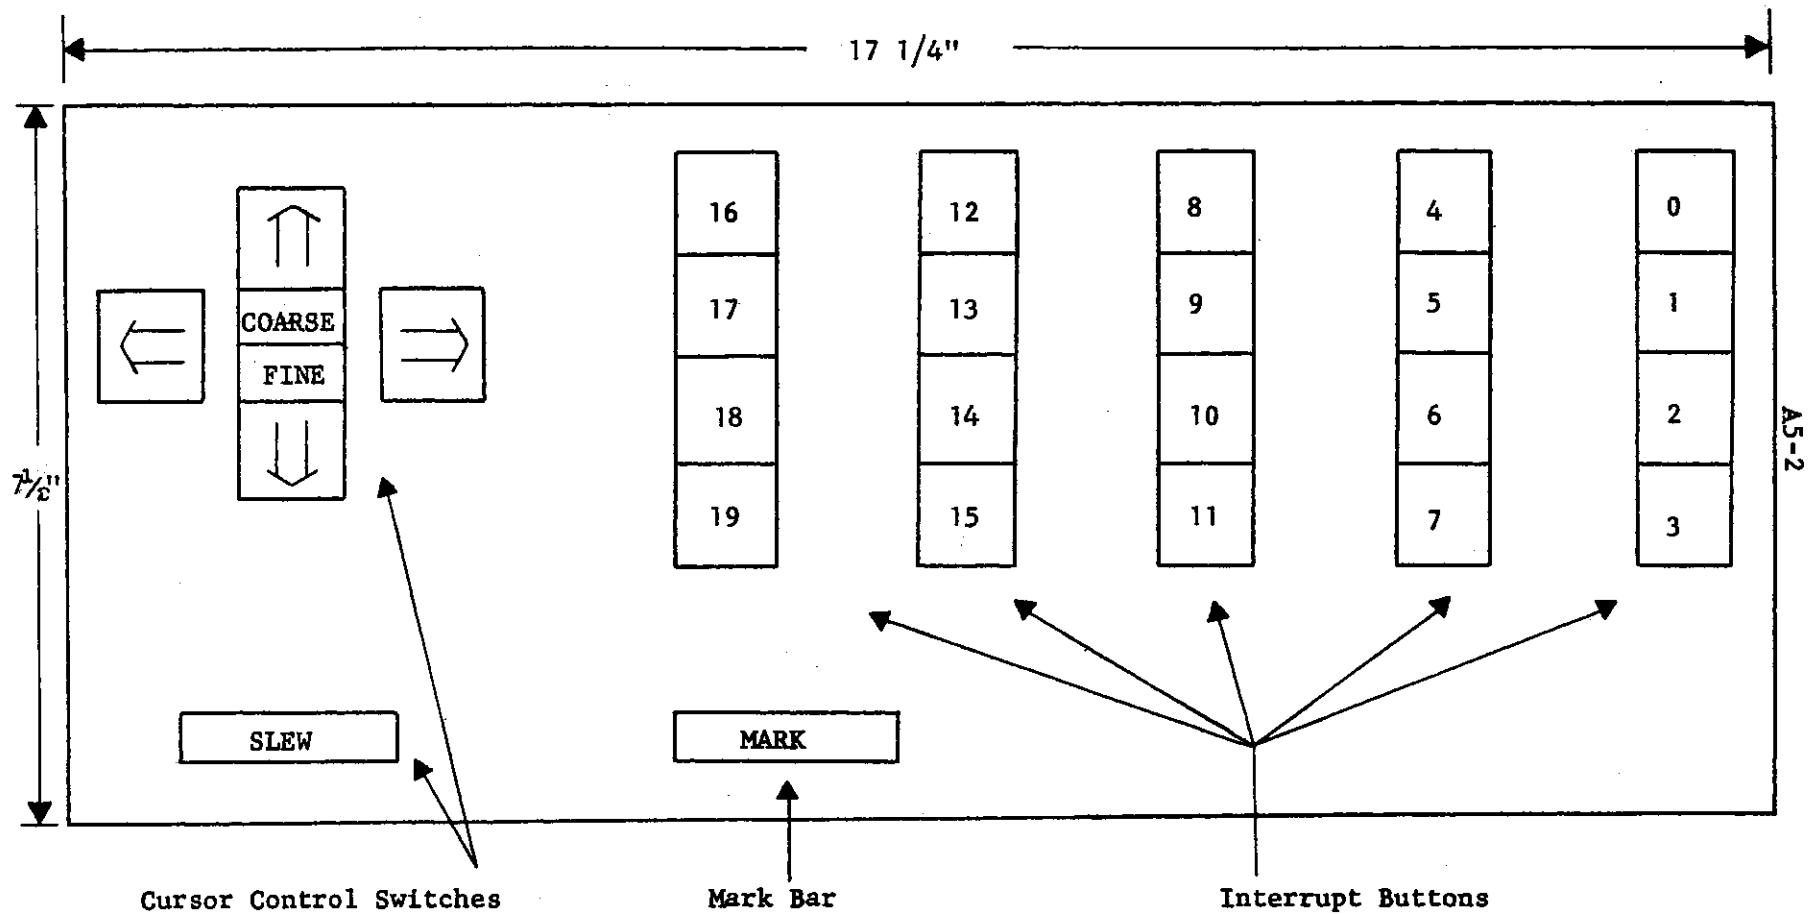 17 1/4"
7½"
16 12 8 4 0
COARSE 17 13 9 5 1
FINE
18 14 10 6 2
19 15 11 7 3
A5-2
SLEW MARK
Cursor Control Switches Mark Bar Interrupt Buttons